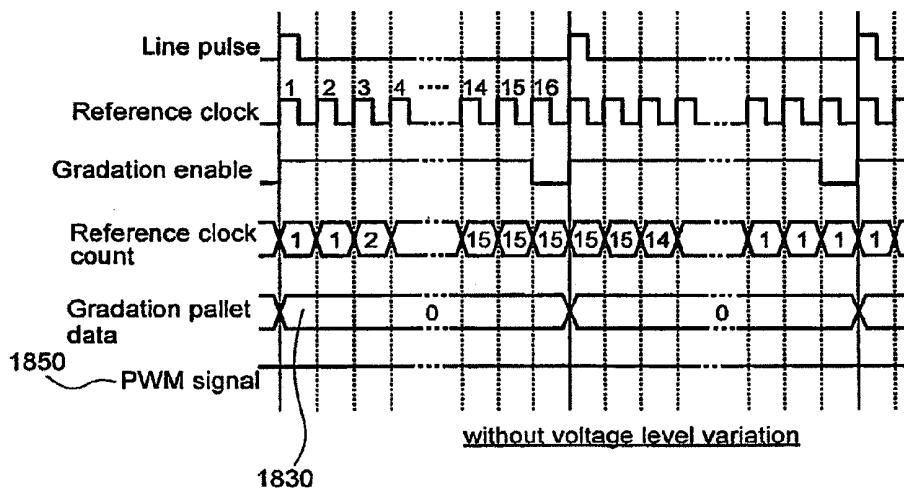 Line pulse
1 2 3 4 14 15 16
Reference clock
Gradation enable
Reference clock
count
1 1 2 15 15 15 15 15 14 1 1 1 1
Gradation pallet
data
0 0
1850
PWM signal
without voltage level variation
1830